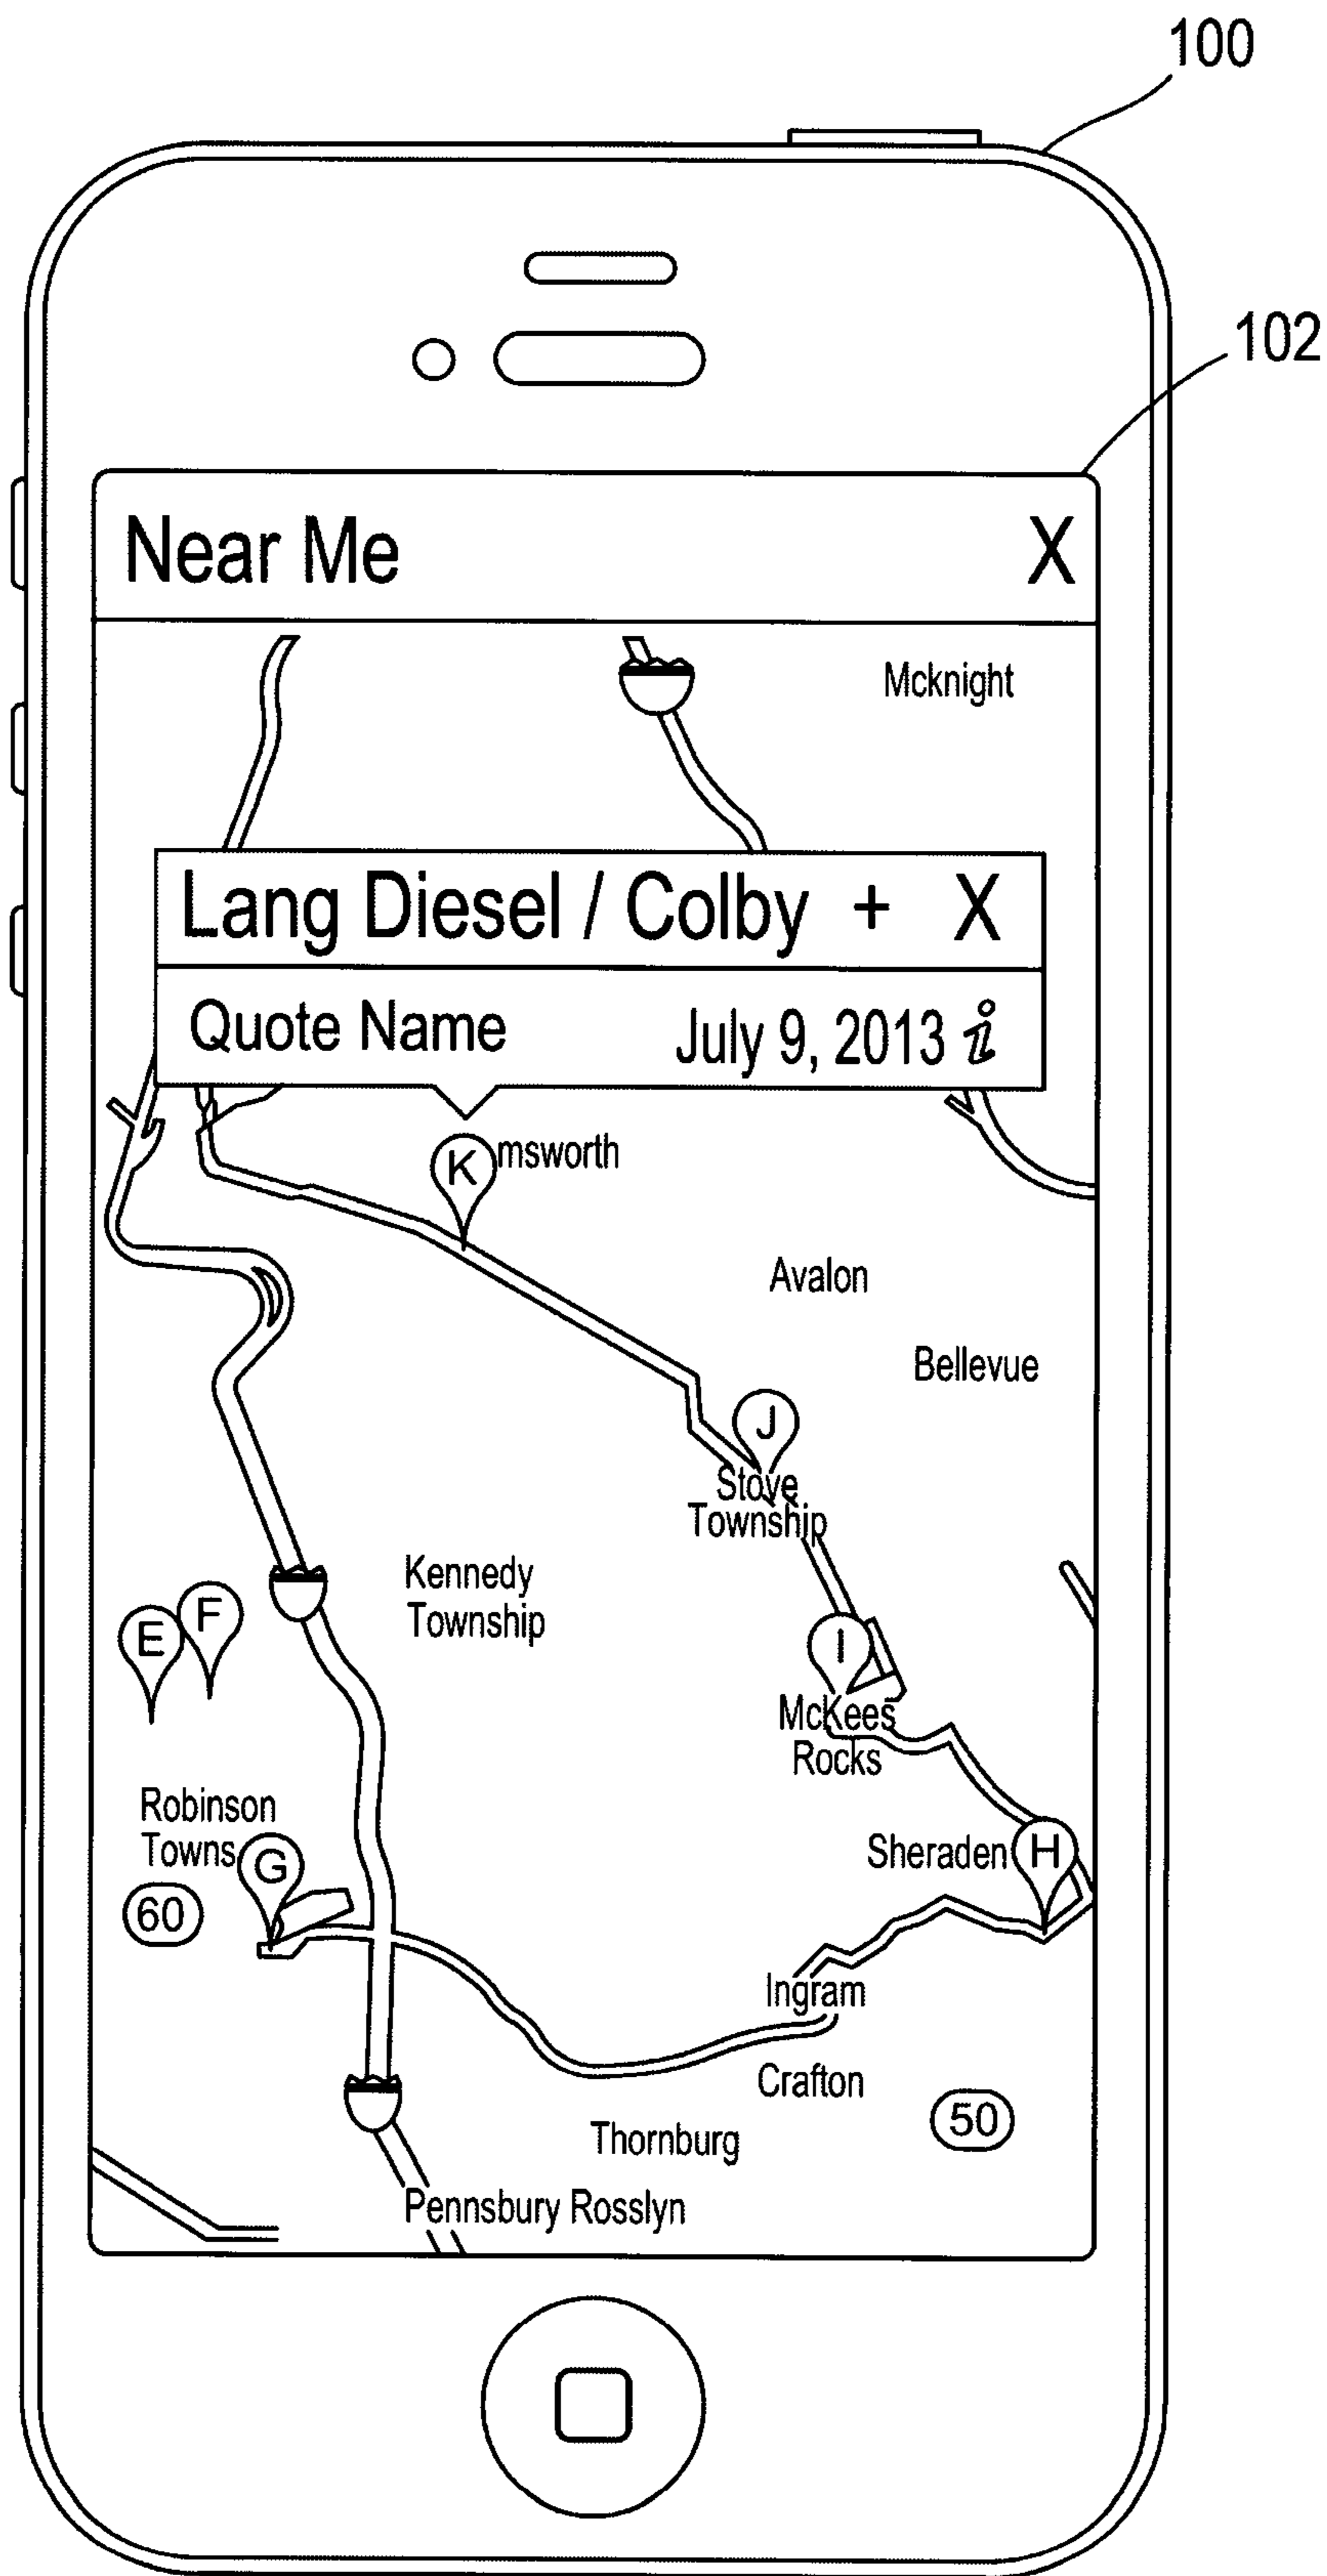 100
102
Near Me X
Mcknight
Lang Diesel / Colby + X
Quote Name July 9, 2013 i
K msworth
Avalon
Bellevue
J
Stove
Township
Kennedy
Township
E F
I
McKees
Rocks
Robinson
Towns
G
Sheraden H
60
Ingram
Crafton
50
Thornburg
Pennsbury Rosslyn